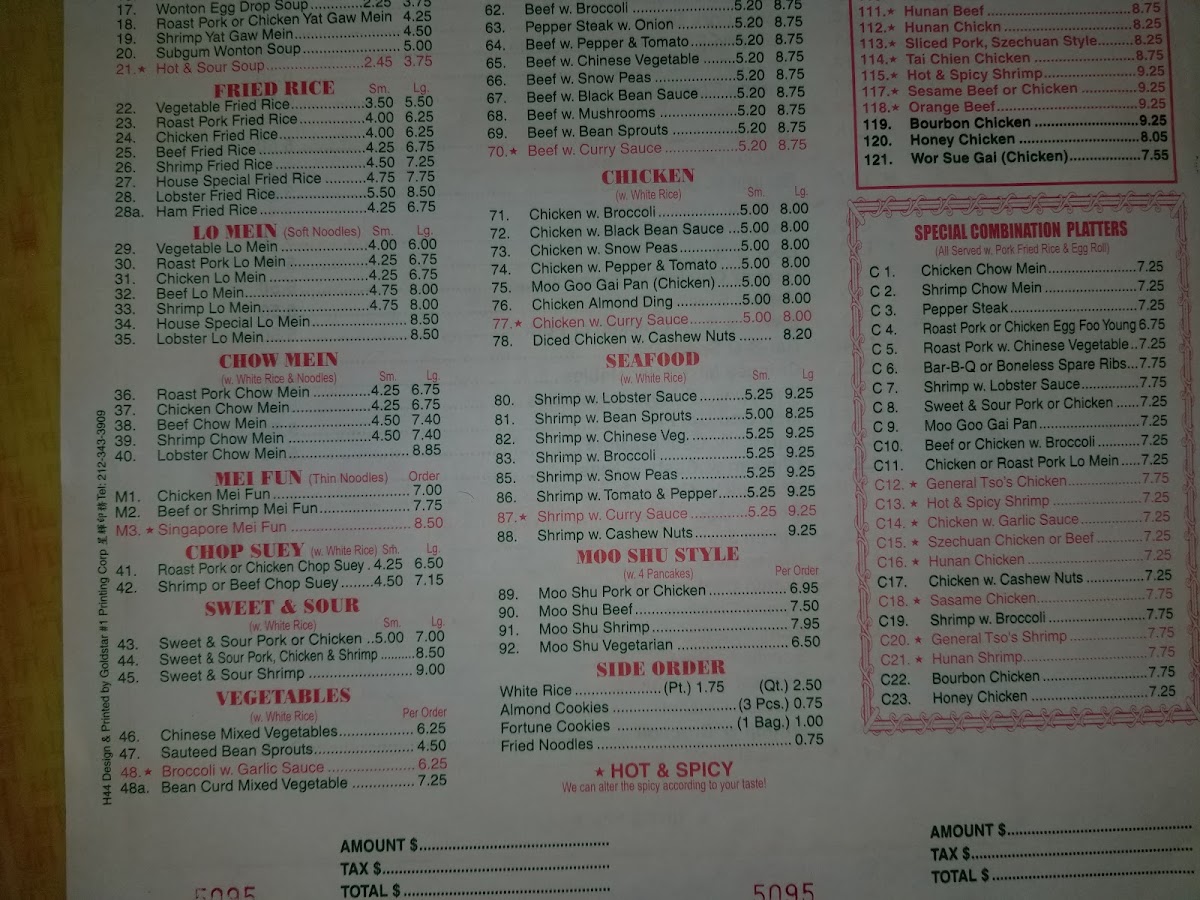 17. Wonton Egg Drop Soup 2.25 3.75
18. Roast Pork or Chicken Yat Gaw Mein 4.25
19. Shrimp Yat Gaw Mein 4.50
20. Subgum Wonton Soup 5.00
21.★ Hot & Sour Soup 2.45 3.75
FRIED RICE Sm. Lg.
22. Vegetable Fried Rice 3.50 5.50
23. Roast Pork Fried Rice 4.00 6.25
24. Chicken Fried Rice 4.00 6.25
25. Beef Fried Rice 4.25 6.75
26. Shrimp Fried Rice 4.50 7.25
27. House Special Fried Rice 4.75 7.75
28. Lobster Fried Rice 5.50 8.50
28a. Ham Fried Rice 4.25 6.75
LO MEIN (Soft Noodles) Sm. Lg.
29. Vegetable Lo Mein 4.00 6.00
30. Roast Pork Lo Mein 4.25 6.75
31. Chicken Lo Mein 4.25 6.75
32. Beef Lo Mein 4.75 8.00
33. Shrimp Lo Mein 4.75 8.00
34. House Special Lo Mein 8.50
35. Lobster Lo Mein 8.50
CHOW MEIN
(w. White Rice & Noodles) Sm. Lg.
36. Roast Pork Chow Mein 4.25 6.75
37. Chicken Chow Mein 4.25 6.75
38. Beef Chow Mein 4.50 7.40
39. Shrimp Chow Mein 4.50 7.40
40. Lobster Chow Mein 8.85
MEI FUN (Thin Noodles) Order
M1. Chicken Mei Fun 7.00
M2. Beef or Shrimp Mei Fun 7.75
M3. ★ Singapore Mei Fun 8.50
CHOP SUEY (w. White Rice) Sm. Lg.
41. Roast Pork or Chicken Chop Suey 4.25 6.50
42. Shrimp or Beef Chop Suey 4.50 7.15
SWEET & SOUR
(w. White Rice) Sm. Lg.
43. Sweet & Sour Pork or Chicken 5.00 7.00
44. Sweet & Sour Pork, Chicken & Shrimp 8.50
45. Sweet & Sour Shrimp 9.00
VEGETABLES
(w. White Rice) Per Order
46. Chinese Mixed Vegetables 6.25
47. Sauteed Bean Sprouts 4.50
48.★ Broccoli w. Garlic Sauce 6.25
48a. Bean Curd Mixed Vegetable 7.25
H44 Design & Printed by Goldstar #1 Printing Corp Tel: 212-343-3909
62. Beef w. Broccoli 5.20 8.75
63. Pepper Steak w. Onion 5.20 8.75
64. Beef w. Pepper & Tomato 5.20 8.75
65. Beef w. Chinese Vegetable 5.20 8.75
66. Beef w. Snow Peas 5.20 8.75
67. Beef w. Black Bean Sauce 5.20 8.75
68. Beef w. Mushrooms 5.20 8.75
69. Beef w. Bean Sprouts 5.20 8.75
70.★ Beef w. Curry Sauce 5.20 8.75
CHICKEN
(w. White Rice) Sm. Lg.
71. Chicken w. Broccoli 5.00 8.00
72. Chicken w. Black Bean Sauce 5.00 8.00
73. Chicken w. Snow Peas 5.00 8.00
74. Chicken w. Pepper & Tomato 5.00 8.00
75. Moo Goo Gai Pan (Chicken) 5.00 8.00
76. Chicken Almond Ding 5.00 8.00
77.★ Chicken w. Curry Sauce 5.00 8.00
78. Diced Chicken w. Cashew Nuts 8.20
SEAFOOD
(w. White Rice) Sm. Lg
80. Shrimp w. Lobster Sauce 5.25 9.25
81. Shrimp w. Bean Sprouts 5.00 8.25
82. Shrimp w. Chinese Veg. 5.25 9.25
83. Shrimp w. Broccoli 5.25 9.25
85. Shrimp w. Snow Peas 5.25 9.25
86. Shrimp w. Tomato & Pepper 5.25 9.25
87.★ Shrimp w. Curry Sauce 5.25 9.25
88. Shrimp w. Cashew Nuts 9.25
MOO SHU STYLE
(w. 4 Pancakes) Per Order
89. Moo Shu Pork or Chicken 6.95
90. Moo Shu Beef 7.50
91. Moo Shu Shrimp 7.95
92. Moo Shu Vegetarian 6.50
SIDE ORDER
White Rice (Pt.) 1.75 (Qt.) 2.50
Almond Cookies (3 Pcs.) 0.75
Fortune Cookies (1 Bag.) 1.00
Fried Noodles 0.75
★ HOT & SPICY
We can alter the spicy according to your taste!
111.★ Hunan Beef 8.75
112.★ Hunan Chickn 8.25
113.★ Sliced Pork, Szechuan Style 8.25
114.★ Tai Chien Chicken 8.75
115.★ Hot & Spicy Shrimp 9.25
117.★ Sesame Beef or Chicken 9.25
118.★ Orange Beef 9.25
119. Bourbon Chicken 9.25
120. Honey Chicken 8.05
121. Wor Sue Gai (Chicken) 7.55
SPECIAL COMBINATION PLATTERS
(All Served w. Pork Fried Rice & Egg Roll)
C 1. Chicken Chow Mein 7.25
C 2. Shrimp Chow Mein 7.25
C 3. Pepper Steak 7.25
C 4. Roast Pork or Chicken Egg Foo Young 6.75
C 5. Roast Pork w. Chinese Vegetable 7.25
C 6. Bar-B-Q or Boneless Spare Ribs 7.75
C 7. Shrimp w. Lobster Sauce 7.75
C 8. Sweet & Sour Pork or Chicken 7.25
C 9. Moo Goo Gai Pan 7.25
C10. Beef or Chicken w. Broccoli 7.25
C11. Chicken or Roast Pork Lo Mein 7.25
C12. ★ General Tso's Chicken 7.75
C13. ★ Hot & Spicy Shrimp 7.25
C14. ★ Chicken w. Garlic Sauce 7.25
C15. ★ Szechuan Chicken or Beef 7.25
C16. ★ Hunan Chicken 7.25
C17. Chicken w. Cashew Nuts 7.25
C18. ★ Sasame Chicken 7.75
C19. Shrimp w. Broccoli 7.75
C20. ★ General Tso's Shrimp 7.75
C21. ★ Hunan Shrimp 7.75
C22. Bourbon Chicken 7.75
C23. Honey Chicken 7.25
AMOUNT $
TAX $
TOTAL $
5095
5095
AMOUNT $
TAX $
TOTAL $